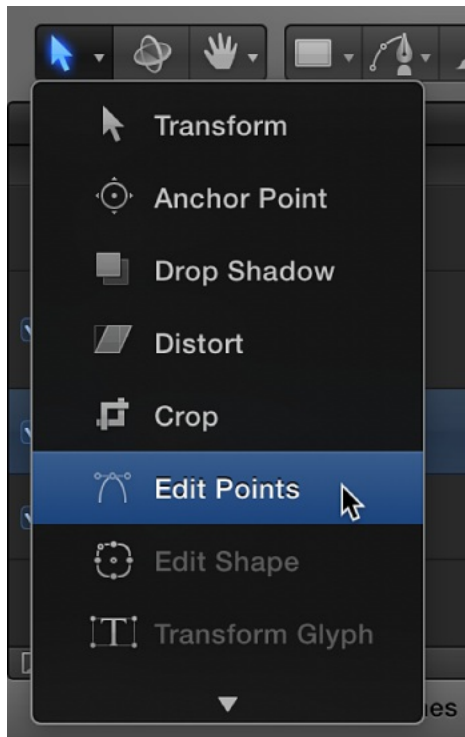 Transform
Anchor Point
Drop Shadow
Distort
Crop
Edit Points
Edit Shape
T Transform Glyph